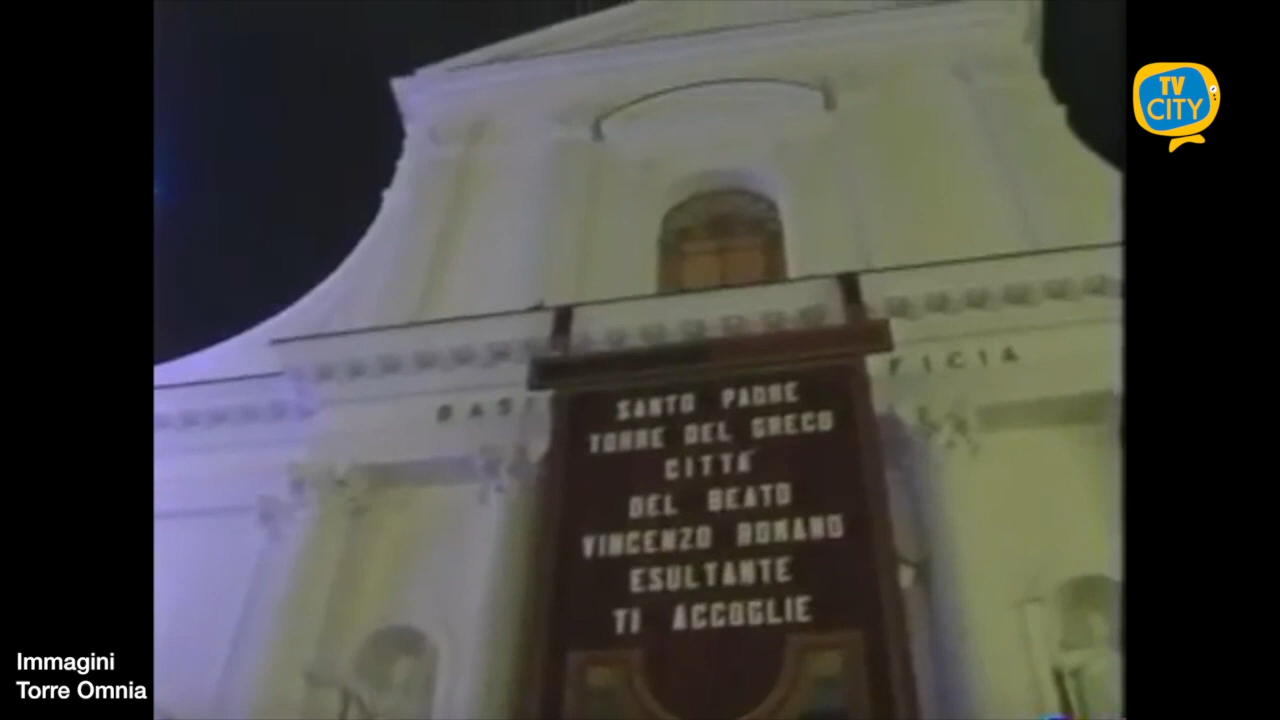 TV
CITY
BASI FICIA
SANTO PADRE
TORRE DEL GRECO
CITTA'
DEL BEATO
VINCENZO ROMANO
ESULTANTE
TI ACCOGLIE
Immagini
Torre Omnia